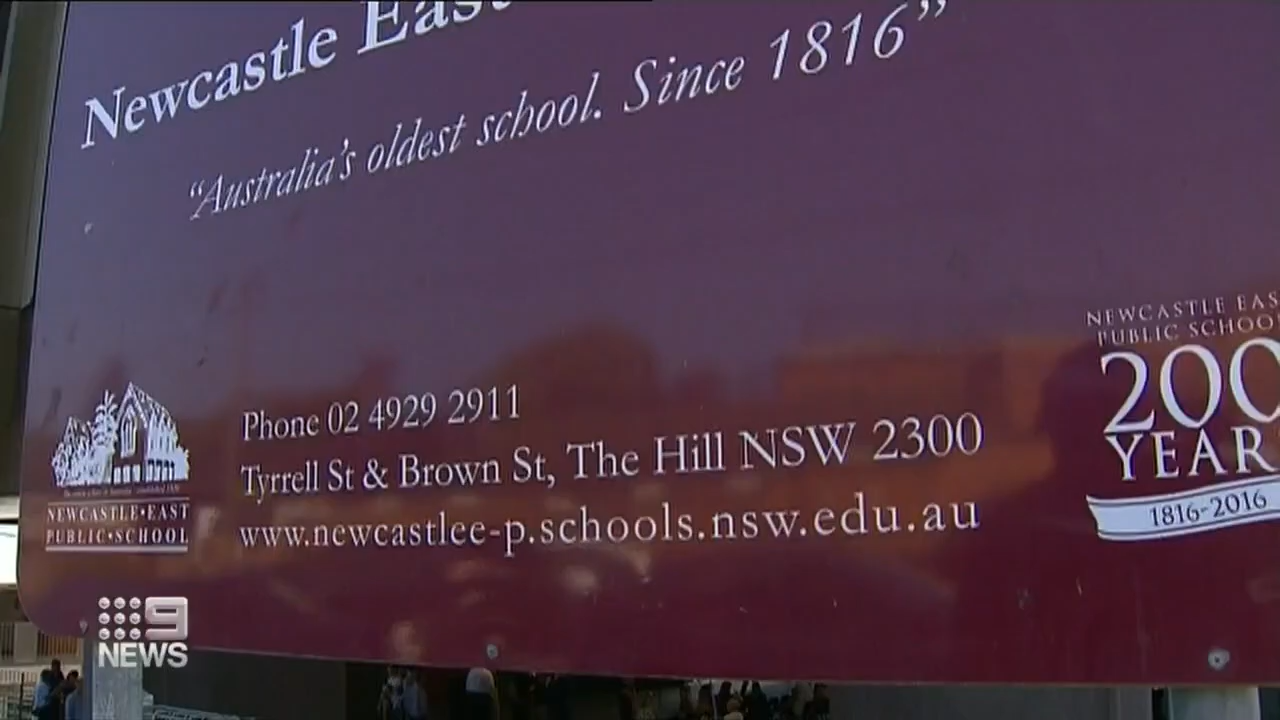 Newcastle East
"Australia's oldest school. Since 1816"
NEWCASTLE EAS
PUBLIC SCHOO
200
YEAR
1816-2016
Phone 02 4929 2911
Tyrrell St & Brown St, The Hill NSW 2300
www.newcastlee-p.schools.nsw.edu.au
NEWCASTLE•EAST
PUBLIC•SCHOOL
9
NEWS